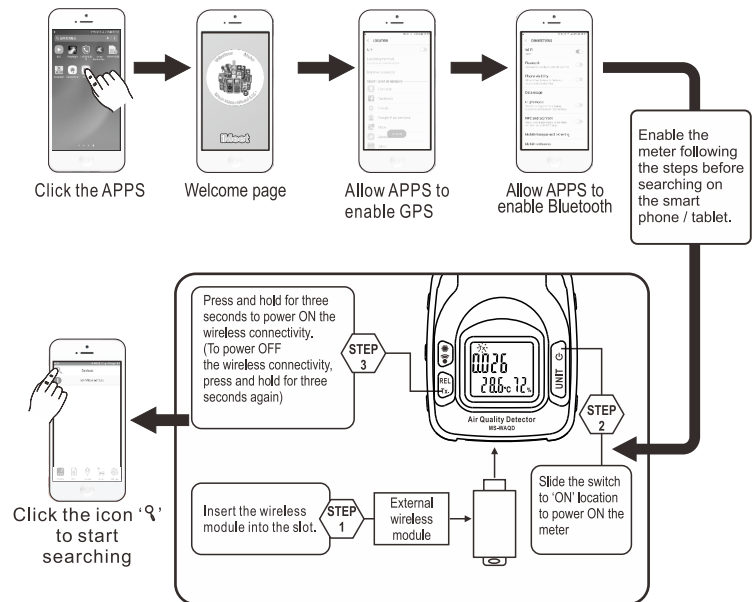 Click the APPS
Welcome page
Allow APPS to
enable GPS
Allow APPS to
enable Bluetooth
LOCATION
CONNECTIONS
iMeet
Enable the
meter following
the steps before
searching on
the smart
phone / tablet.
Press and hold for three
seconds to power ON the
wireless connectivity.
(To power OFF
the wireless connectivity,
press and hold for three
seconds again)
STEP
3
REL
Tx.
0.026
28.6°C 72%
UNIT
Air Quality Detector
MS-WAQD
STEP
2
Slide the switch
to 'ON' location
to power ON the
meter
Insert the wireless
module into the slot.
STEP
1
External
wireless
module
Click the icon ' '
to start
searching